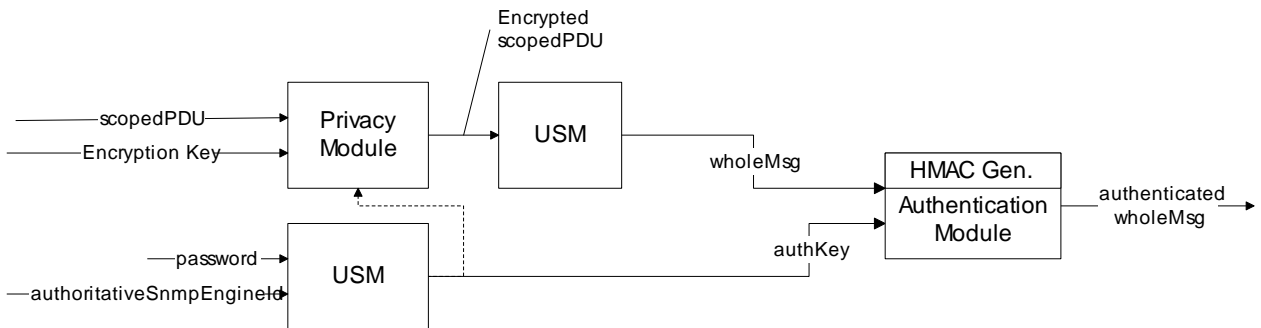 Encrypted
scopedPDU
scopedPDU
Encryption Key
Privacy
Module
USM
wholeMsg
HMAC Gen.
Authentication
Module
authenticated
wholeMsg
password
authoritativeSnmpEngineId
USM
authKey